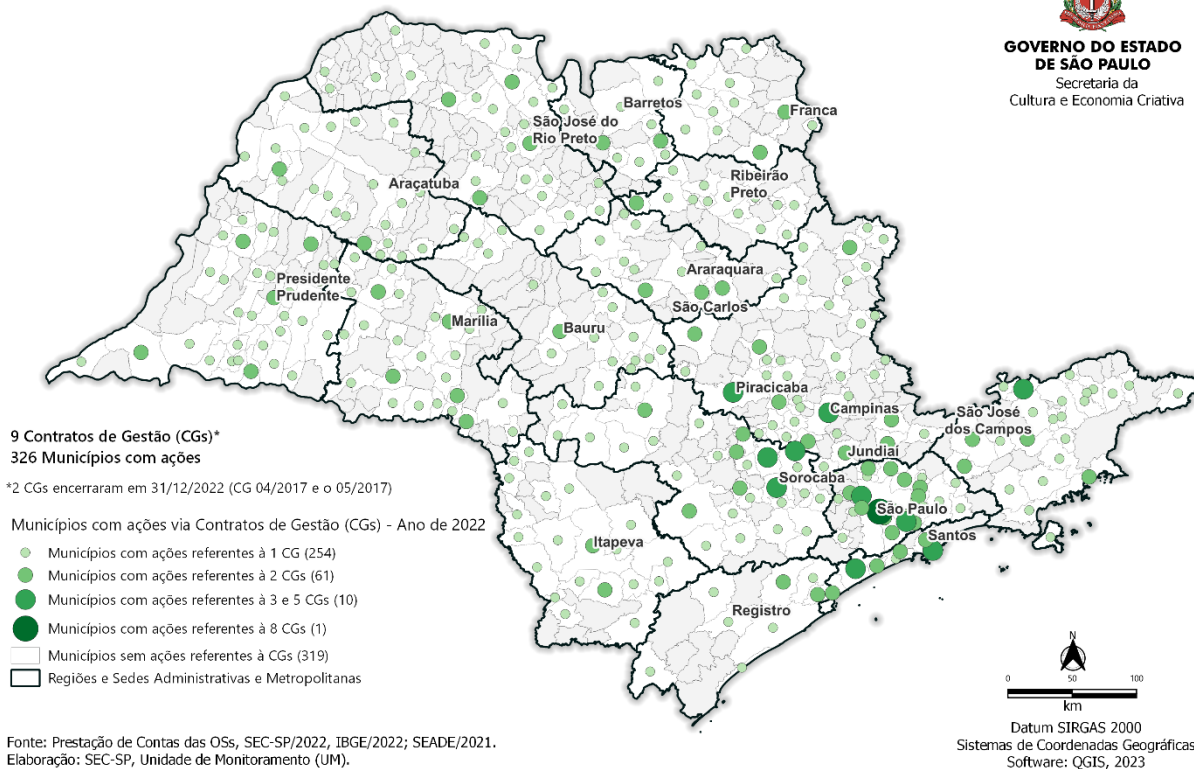 GOVERNO DO ESTADO
DE SÃO PAULO
Secretaria da
Cultura e Economia Criativa
Barretos
Franca
São José do
Rio Preto
Ribeirão
Preto
Araçatuba
Araraquara
Presidente
Prudente
São Carlos
Marília
Bauru
Piracicaba
Campinas
São José
dos Campos
Jundiaí
Sorocaba
São Paulo
Santos
Itapeva
Registro
9 Contratos de Gestão (CGs)*
326 Municípios com ações
*2 CGs encerraram em 31/12/2022 (CG 04/2017 e o 05/2017)
Municípios com ações via Contratos de Gestão (CGs) - Ano de 2022
Municípios com ações referentes à 1 CG (254)
Municípios com ações referentes à 2 CGs (61)
Municípios com ações referentes à 3 e 5 CGs (10)
Municípios com ações referentes à 8 CGs (1)
Municípios sem ações referentes à CGs (319)
Regiões e Sedes Administrativas e Metropolitanas
N
0 50 100
km
Datum SIRGAS 2000
Sistemas de Coordenadas Geográficas
Software: QGIS, 2023
Fonte: Prestação de Contas das OSs, SEC-SP/2022, IBGE/2022; SEADE/2021.
Elaboração: SEC-SP, Unidade de Monitoramento (UM).